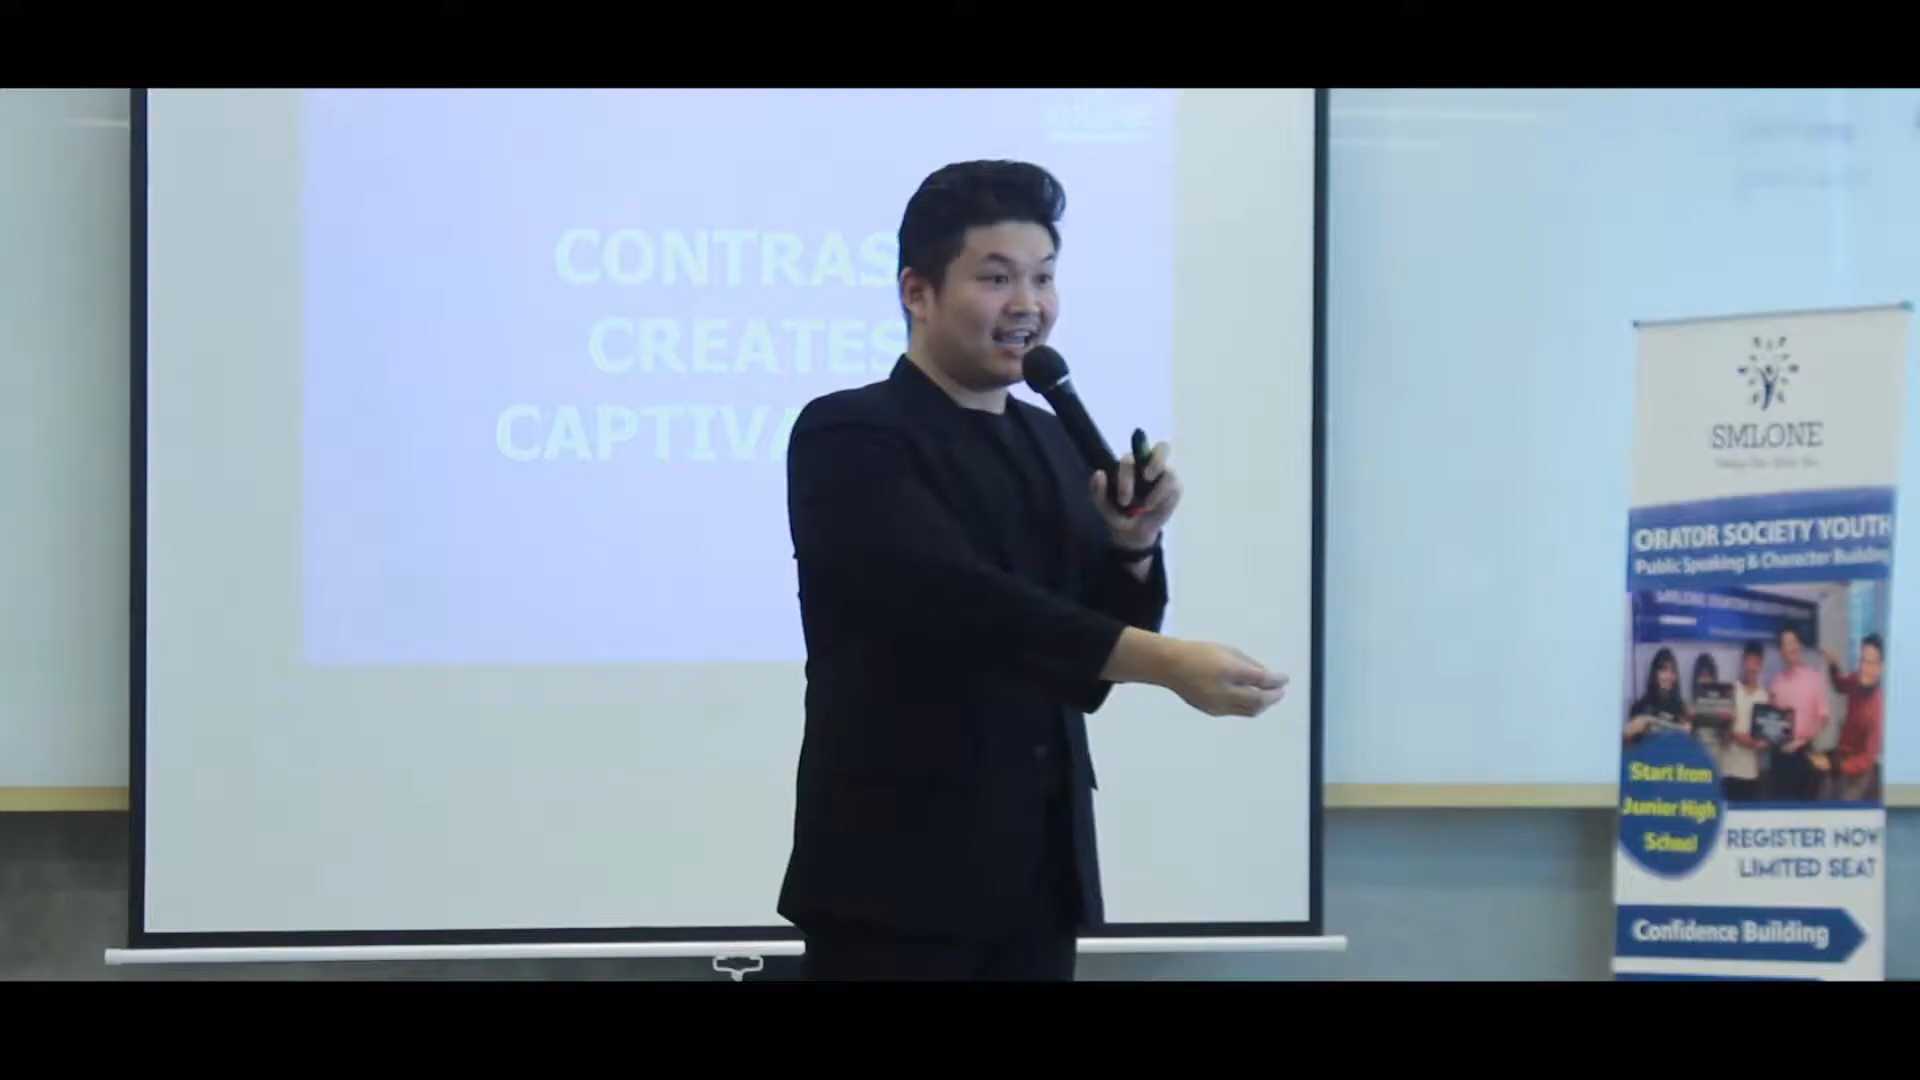 CONTRAS
CREATES
CAPTIVA
SMLONE
ORATOR SOCIETY YOUTH
Public Speaking & Character Building
Start from
Junior High
School
REGISTER NOW
LIMITED SEAT
Confidence Building